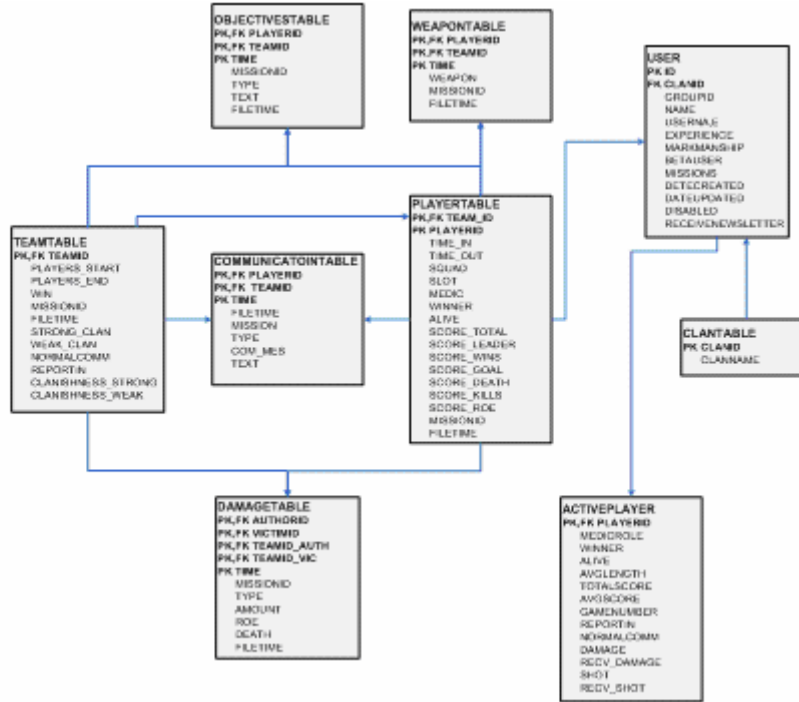 OBJECTIVESTABLE
PK,FK PLAYERID
PK,FK TEAMID
PK TIME
MISSIONID
TYPE
TEXT
FILETIME
WEAPONTABLE
PK,FK PLAYERID
PK,FK TEAMID
PK TIME
WEAPON
MISSIONID
FILETIME
USER
PK ID
FK CLANID
GROUPID
NAME
USERNAJE
EXPERIENCE
MARKMANSHIP
BETAUSER
MISSIONS
DETECREATED
DATEUPDATED
DISABLED
RECEIVENEWSLETTER
TEAMTABLE
PK,FK TEAMID
PLAYERS_START
PLAYERS_END
WIN
MISSIONID
FILETIME
STRONG_CLAN
WEAK_CLAN
NORMALCOMM
REPORTIN
CLANISHNESS_STRONG
CLANISHNESS_WEAK
COMMUNICATOINTABLE
PK,FK PLAYERID
PK,FK TEAMID
PK TIME
FILETIME
MISSION
TYPE
COM_MES
TEXT
PLAYERTABLE
PK,FK TEAM_ID
PK PLAYERID
TIME_IN
TIME_OUT
SQUAD
SLOT
MEDIC
WINNER
ALIVE
SCORE_TOTAL
SCORE_LEADER
SCORE_WINS
SCORE_GOAL
SCORE_DEATH
SCORE_KILLS
SCORE_ROE
MISSIONID
FILETIME
CLANTABLE
PK CLANID
CLANNAME
DAMAGETABLE
PK,FK AUTHORID
PK,FK VICTIMID
PK,FK TEAMID_AUTH
PK,FK TEAMID_VIC
PK TIME
MISSIONID
TYPE
AMOUNT
ROE
DEATH
FILETIME
ACTIVEPLAYER
PK,FK PLAYERID
MEDICROLE
WINNER
ALIVE
AVGLENGTH
TOTALSCORE
AVGSCORE
GAMENUMBER
REPORTIN
NORMALCOMM
DAMAGE
RECV_DAMAGE
SHOT
RECV_SHOT